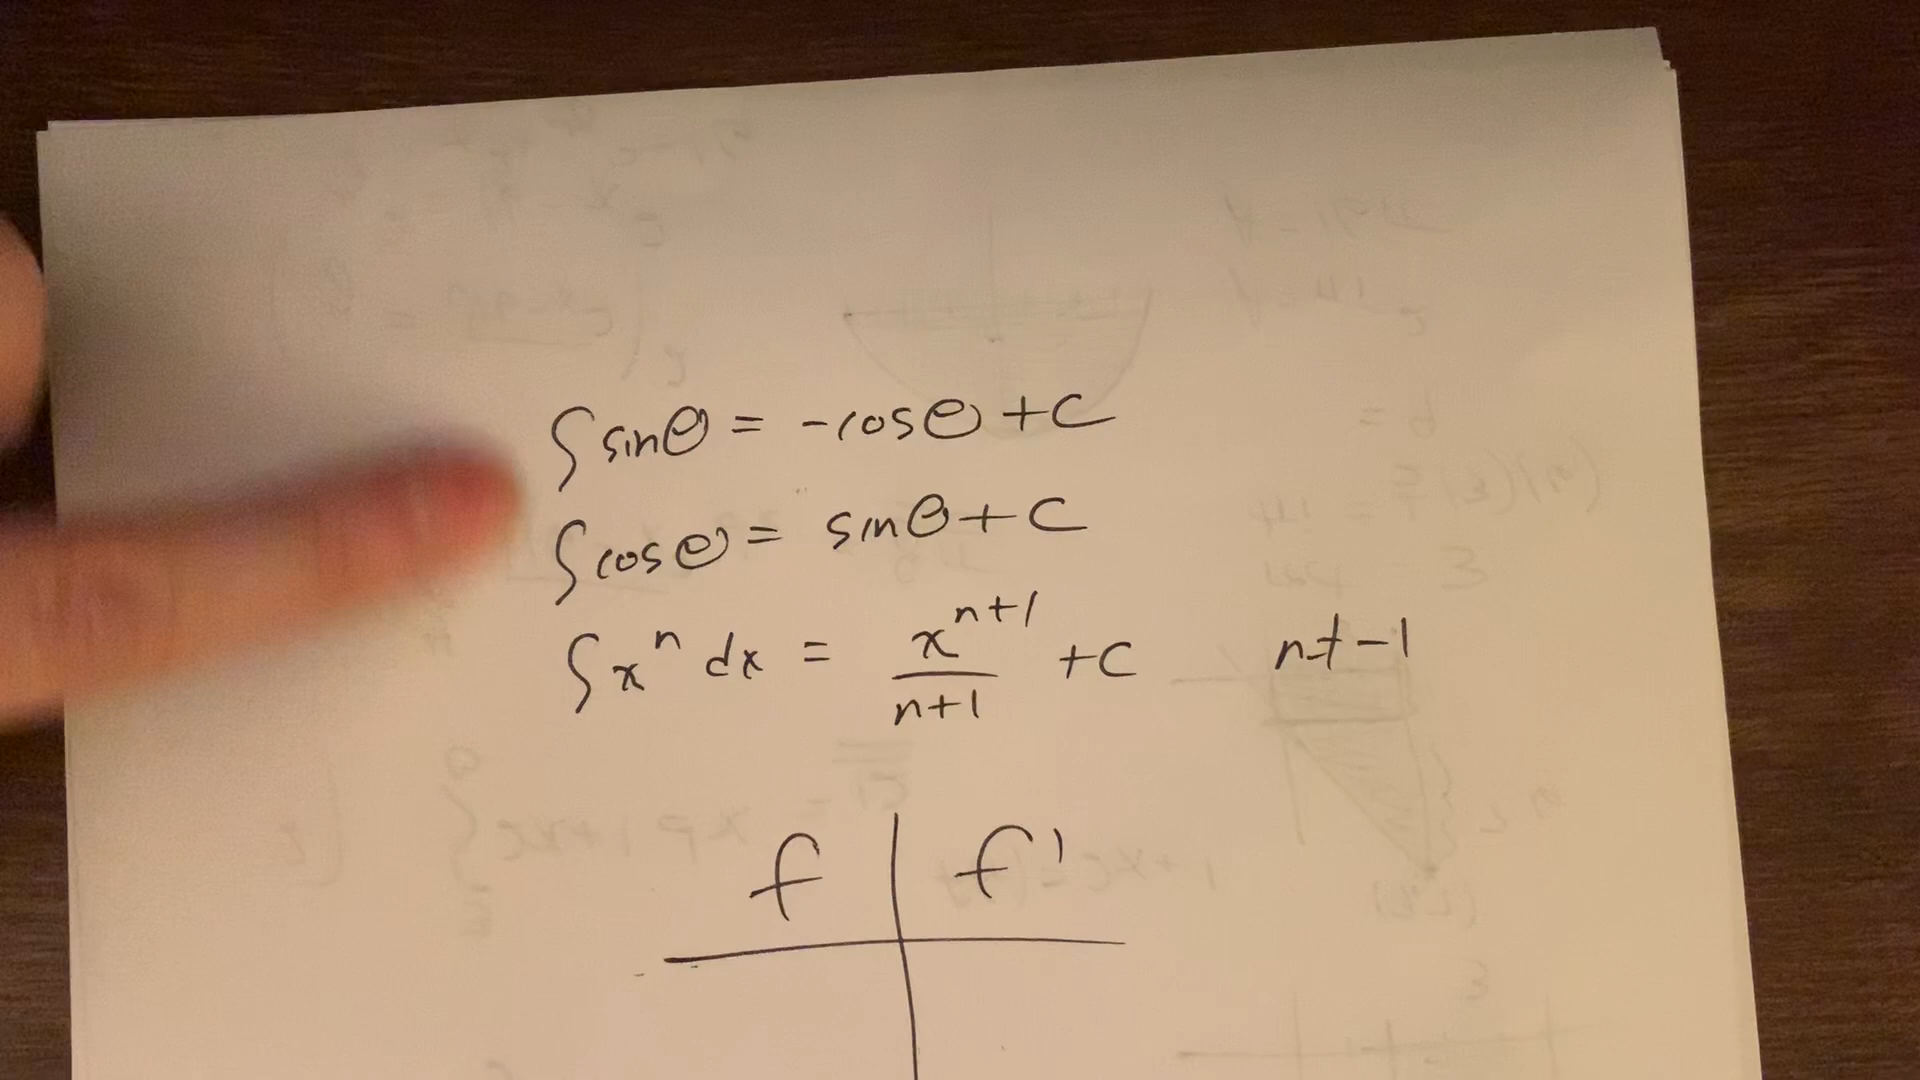 ∫ sinθ = -cosθ + C
∫ cosθ = sinθ + C
∫ xⁿ dx = xⁿ⁺¹/n+1 + C n ≠ -1
f | f'